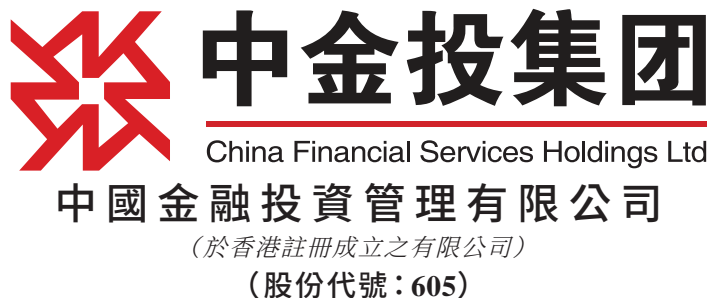 中金投集团
China Financial Services Holdings Ltd
中國金融投資管理有限公司
（於香港註冊成立之有限公司）
（股份代號：605）